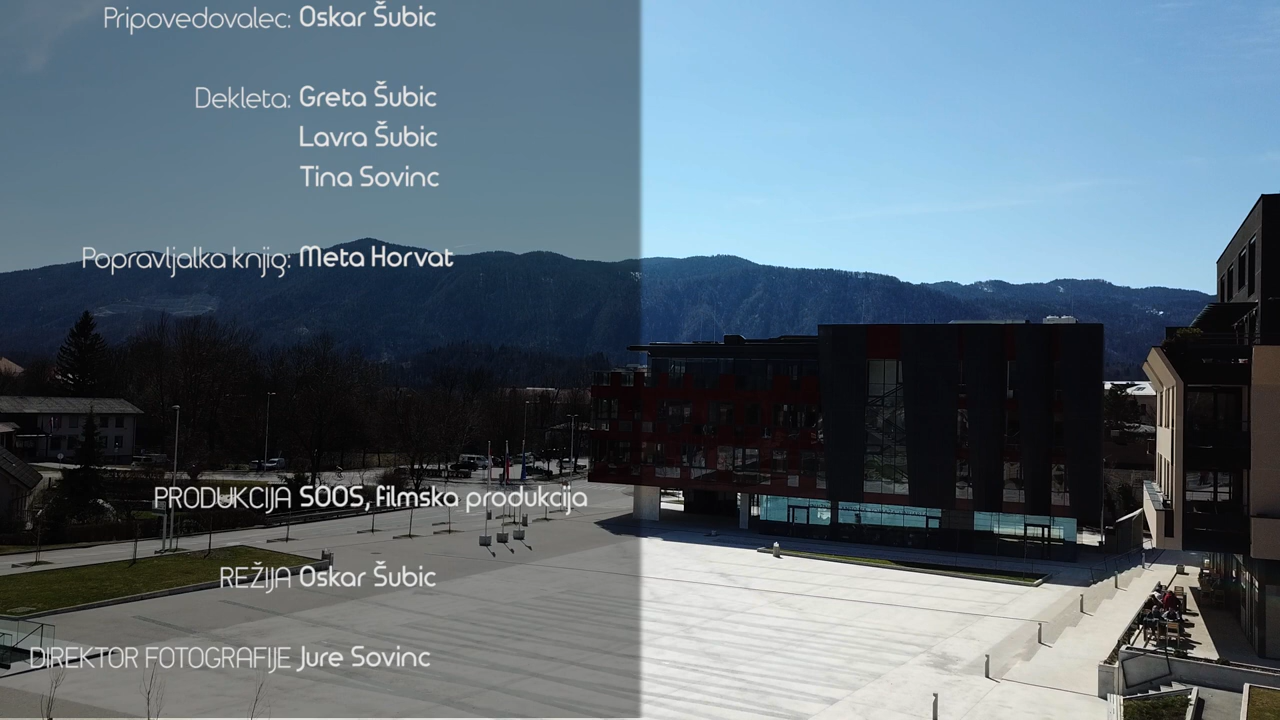 Pripovedovalec: Oskar Šubic
Dekleta: Greta Šubic
Lavra Šubic
Tina Sovinc
Popravljalka knjig: Meta Horvat
PRODUKCIJA SOOS, filmska produkcija
REŽIJA Oskar Šubic
DIREKTOR FOTOGRAFIJE Jure Sovinc